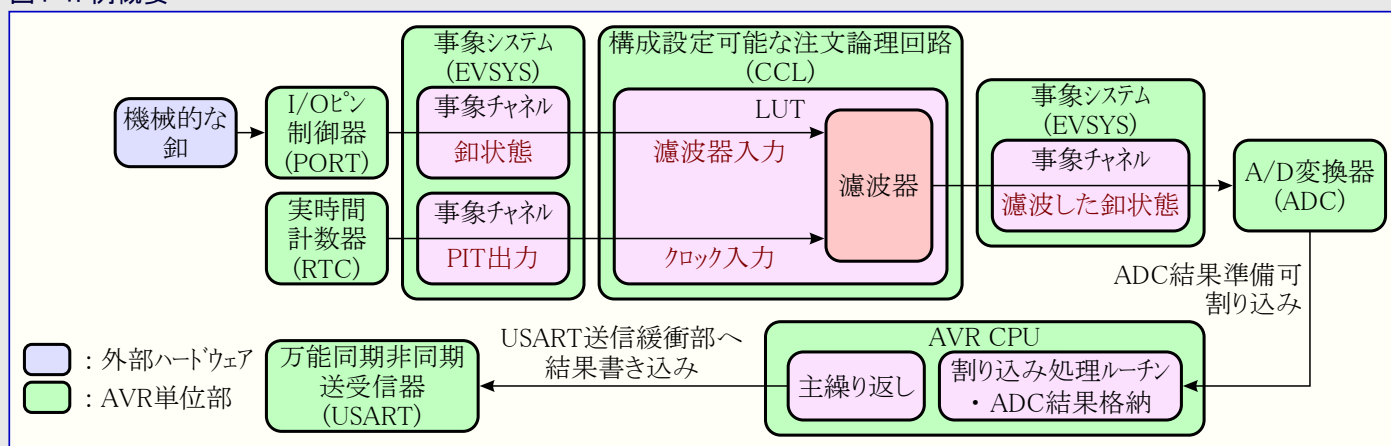 機械的な
釦
I/Oピン
制御器
(PORT)
実時間
計数器
(RTC)
事象システム
(EVSYS)
事象チャネル
釦状態
事象チャネル
PIT出力
構成設定可能な注文論理回路
(CCL)
LUT
濾波器入力
クロック入力
濾波器
事象システム
(EVSYS)
事象チャネル
濾波した釦状態
A/D変換器
(ADC)
ADC結果準備可
割り込み
AVR CPU
割り込み処理ルーチン
・ ADC結果格納
主繰り返し
USART送信緩衝部へ
結果書き込み
万能同期非同期
送受信器
(USART)
: 外部ハードウェア
: AVR単位部